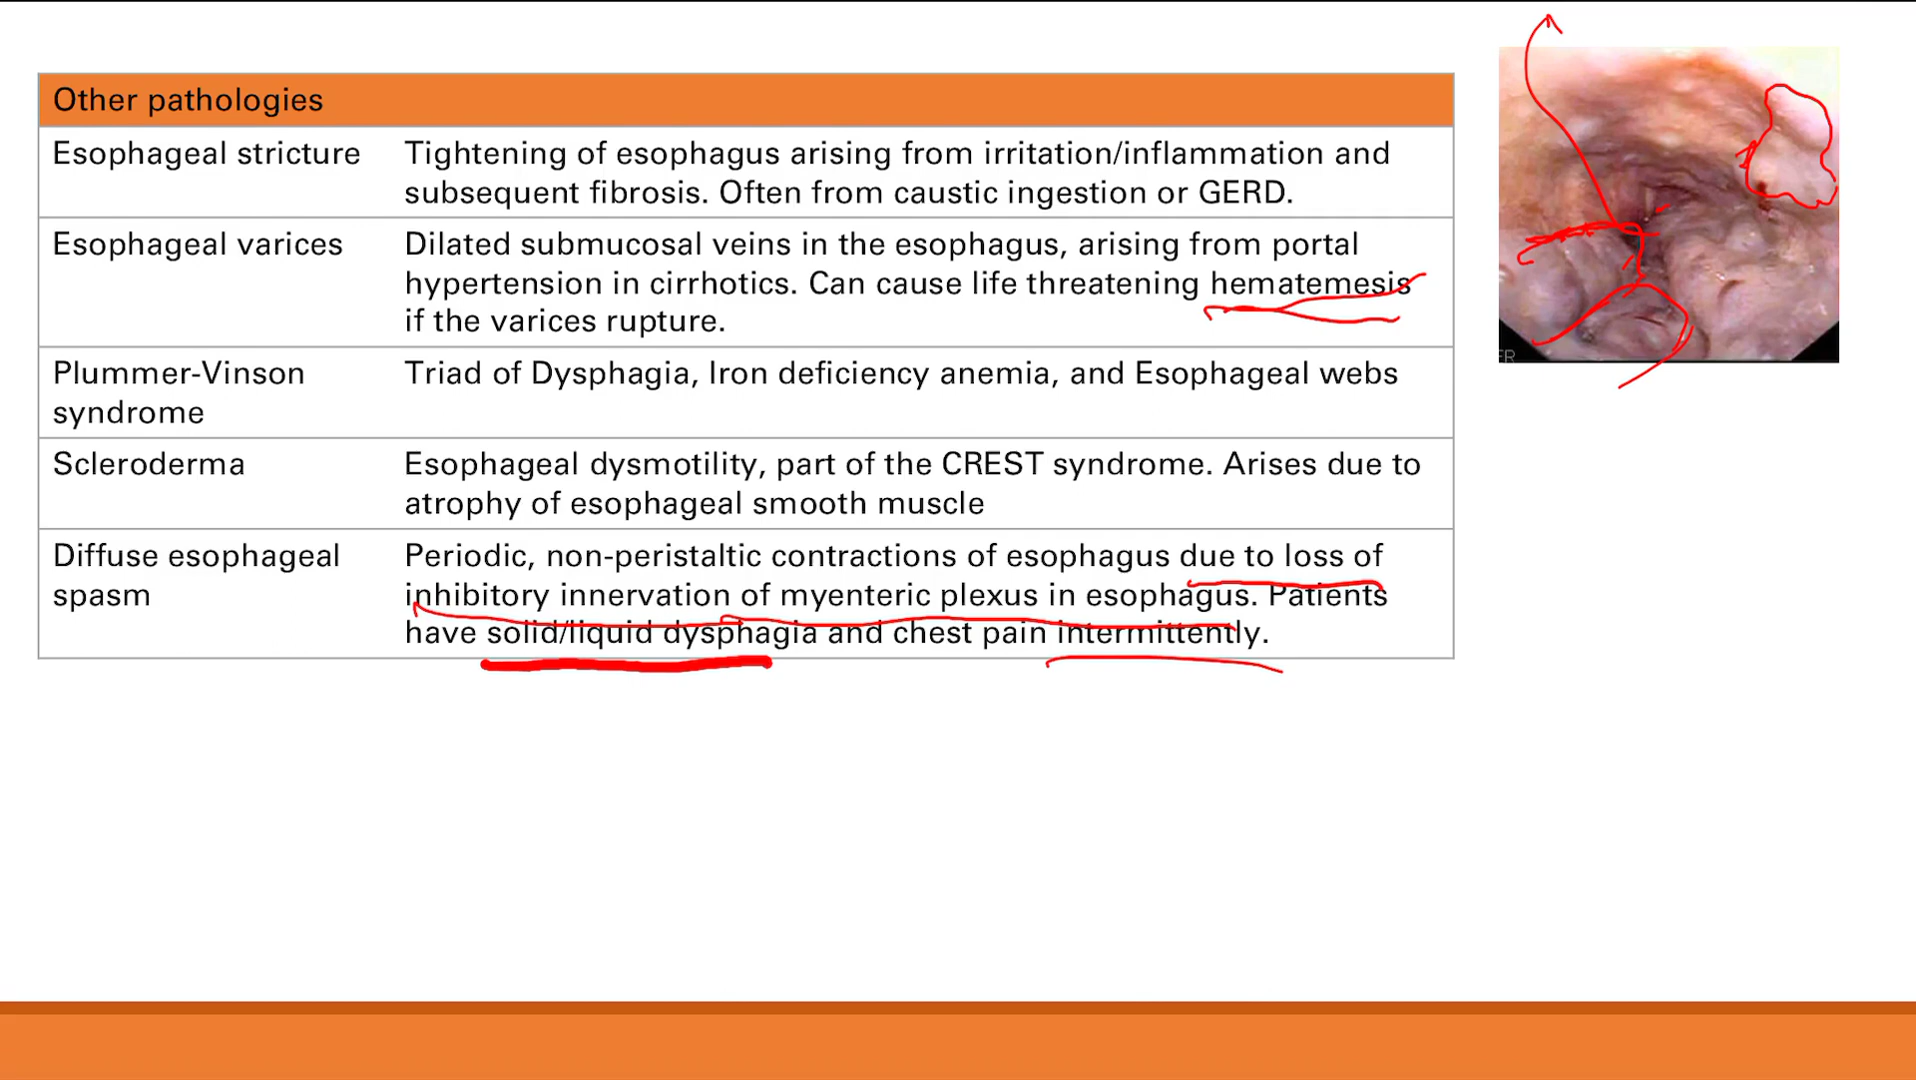 Other pathologies
Esophageal stricture
Tightening of esophagus arising from irritation/inflammation and
subsequent fibrosis. Often from caustic ingestion or GERD.
Esophageal varices
Dilated submucosal veins in the esophagus, arising from portal
hypertension in cirrhotics. Can cause life threatening hematemesis
if the varices rupture.
Plummer-Vinson
syndrome
Triad of Dysphagia, Iron deficiency anemia, and Esophageal webs
Scleroderma
Esophageal dysmotility, part of the CREST syndrome. Arises due to
atrophy of esophageal smooth muscle
Diffuse esophageal
spasm
Periodic, non-peristaltic contractions of esophagus due to loss of
inhibitory innervation of myenteric plexus in esophagus. Patients
have solid/liquid dysphagia and chest pain intermittently.
ER